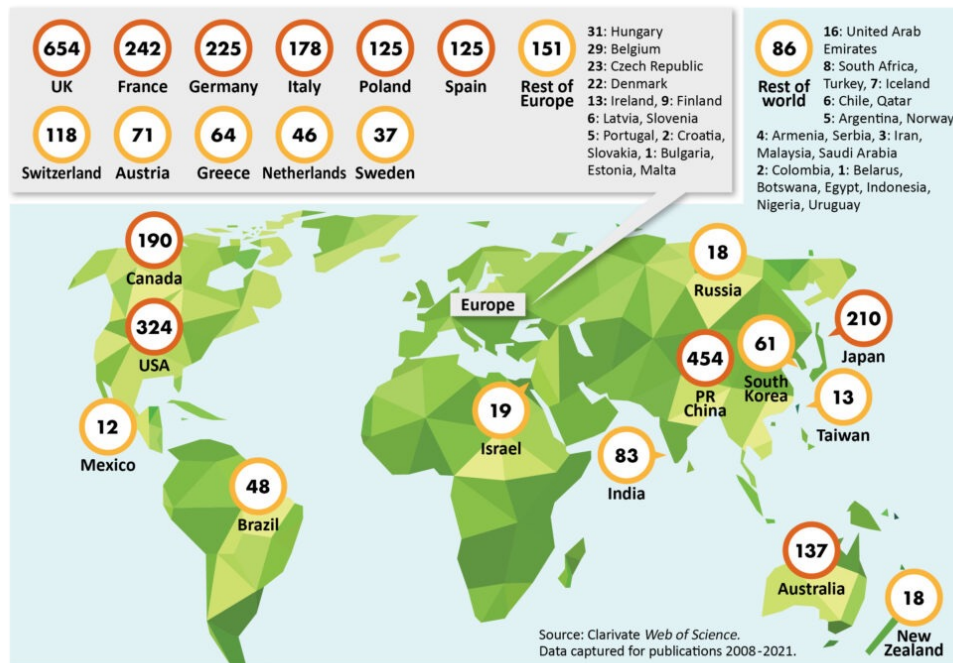 654
UK
242
France
225
Germany
178
Italy
125
Poland
125
Spain
151
Rest of
Europe
118
Switzerland
71
Austria
64
Greece
46
Netherlands
37
Sweden
31: Hungary
29: Belgium
23: Czech Republic
22: Denmark
13: Ireland, 9: Finland
6: Latvia, Slovenia
5: Portugal, 2: Croatia,
Slovakia, 1: Bulgaria,
Estonia, Malta
86
Rest of
world
16: United Arab
Emirates
8: South Africa,
Turkey, 7: Iceland
6: Chile, Qatar
5: Argentina, Norway
4: Armenia, Serbia, 3: Iran,
Malaysia, Saudi Arabia
2: Colombia, 1: Belarus,
Botswana, Egypt, Indonesia,
Nigeria, Uruguay
190
Canada
18
Russia
Europe
324
USA
210
Japan
454
PR
China
61
South
Korea
12
Mexico
19
Israel
13
Taiwan
83
India
48
Brazil
137
Australia
18
New
Zealand
Source: Clarivate Web of Science.
Data captured for publications 2008-2021.